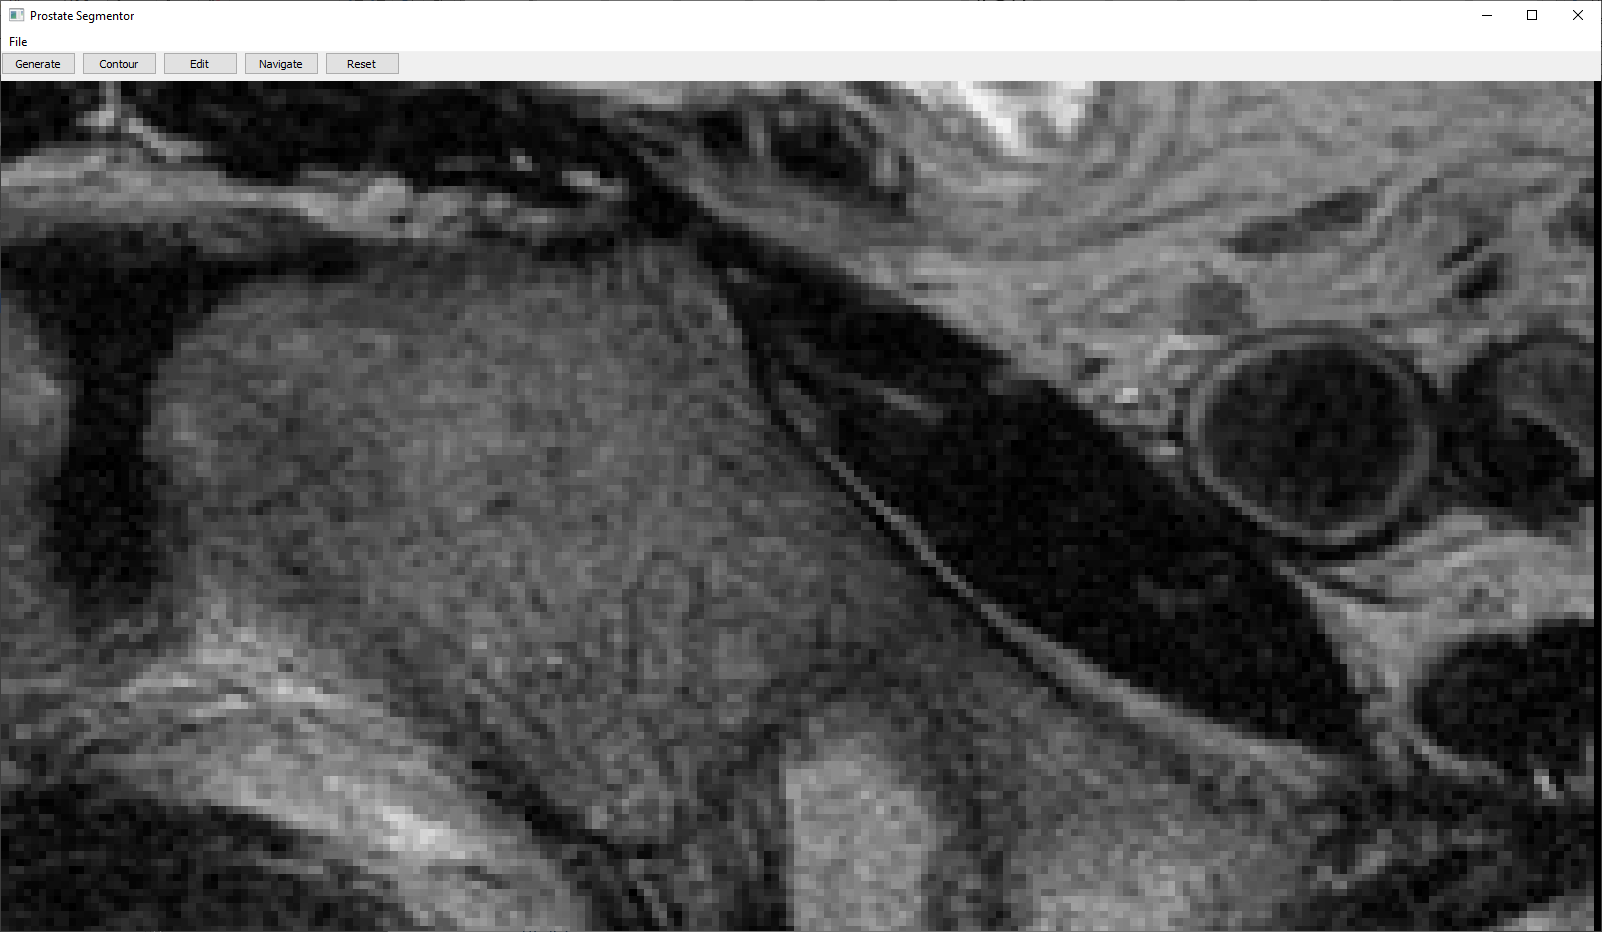 Prostate Segmentor
File
Generate Contour Edit Navigate Reset